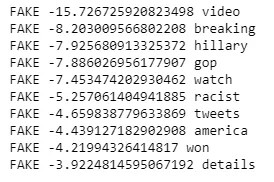 FAKE -15.726725920823498 video
FAKE -8.203009566802208 breaking
FAKE -7.925680913325372 hillary
FAKE -7.886026956177907 gop
FAKE -7.453474202930462 watch
FAKE -5.257061404941885 racist
FAKE -4.659838779633869 tweets
FAKE -4.439127182902908 america
FAKE -4.21994326414817 won
FAKE -3.9224814595067192 details